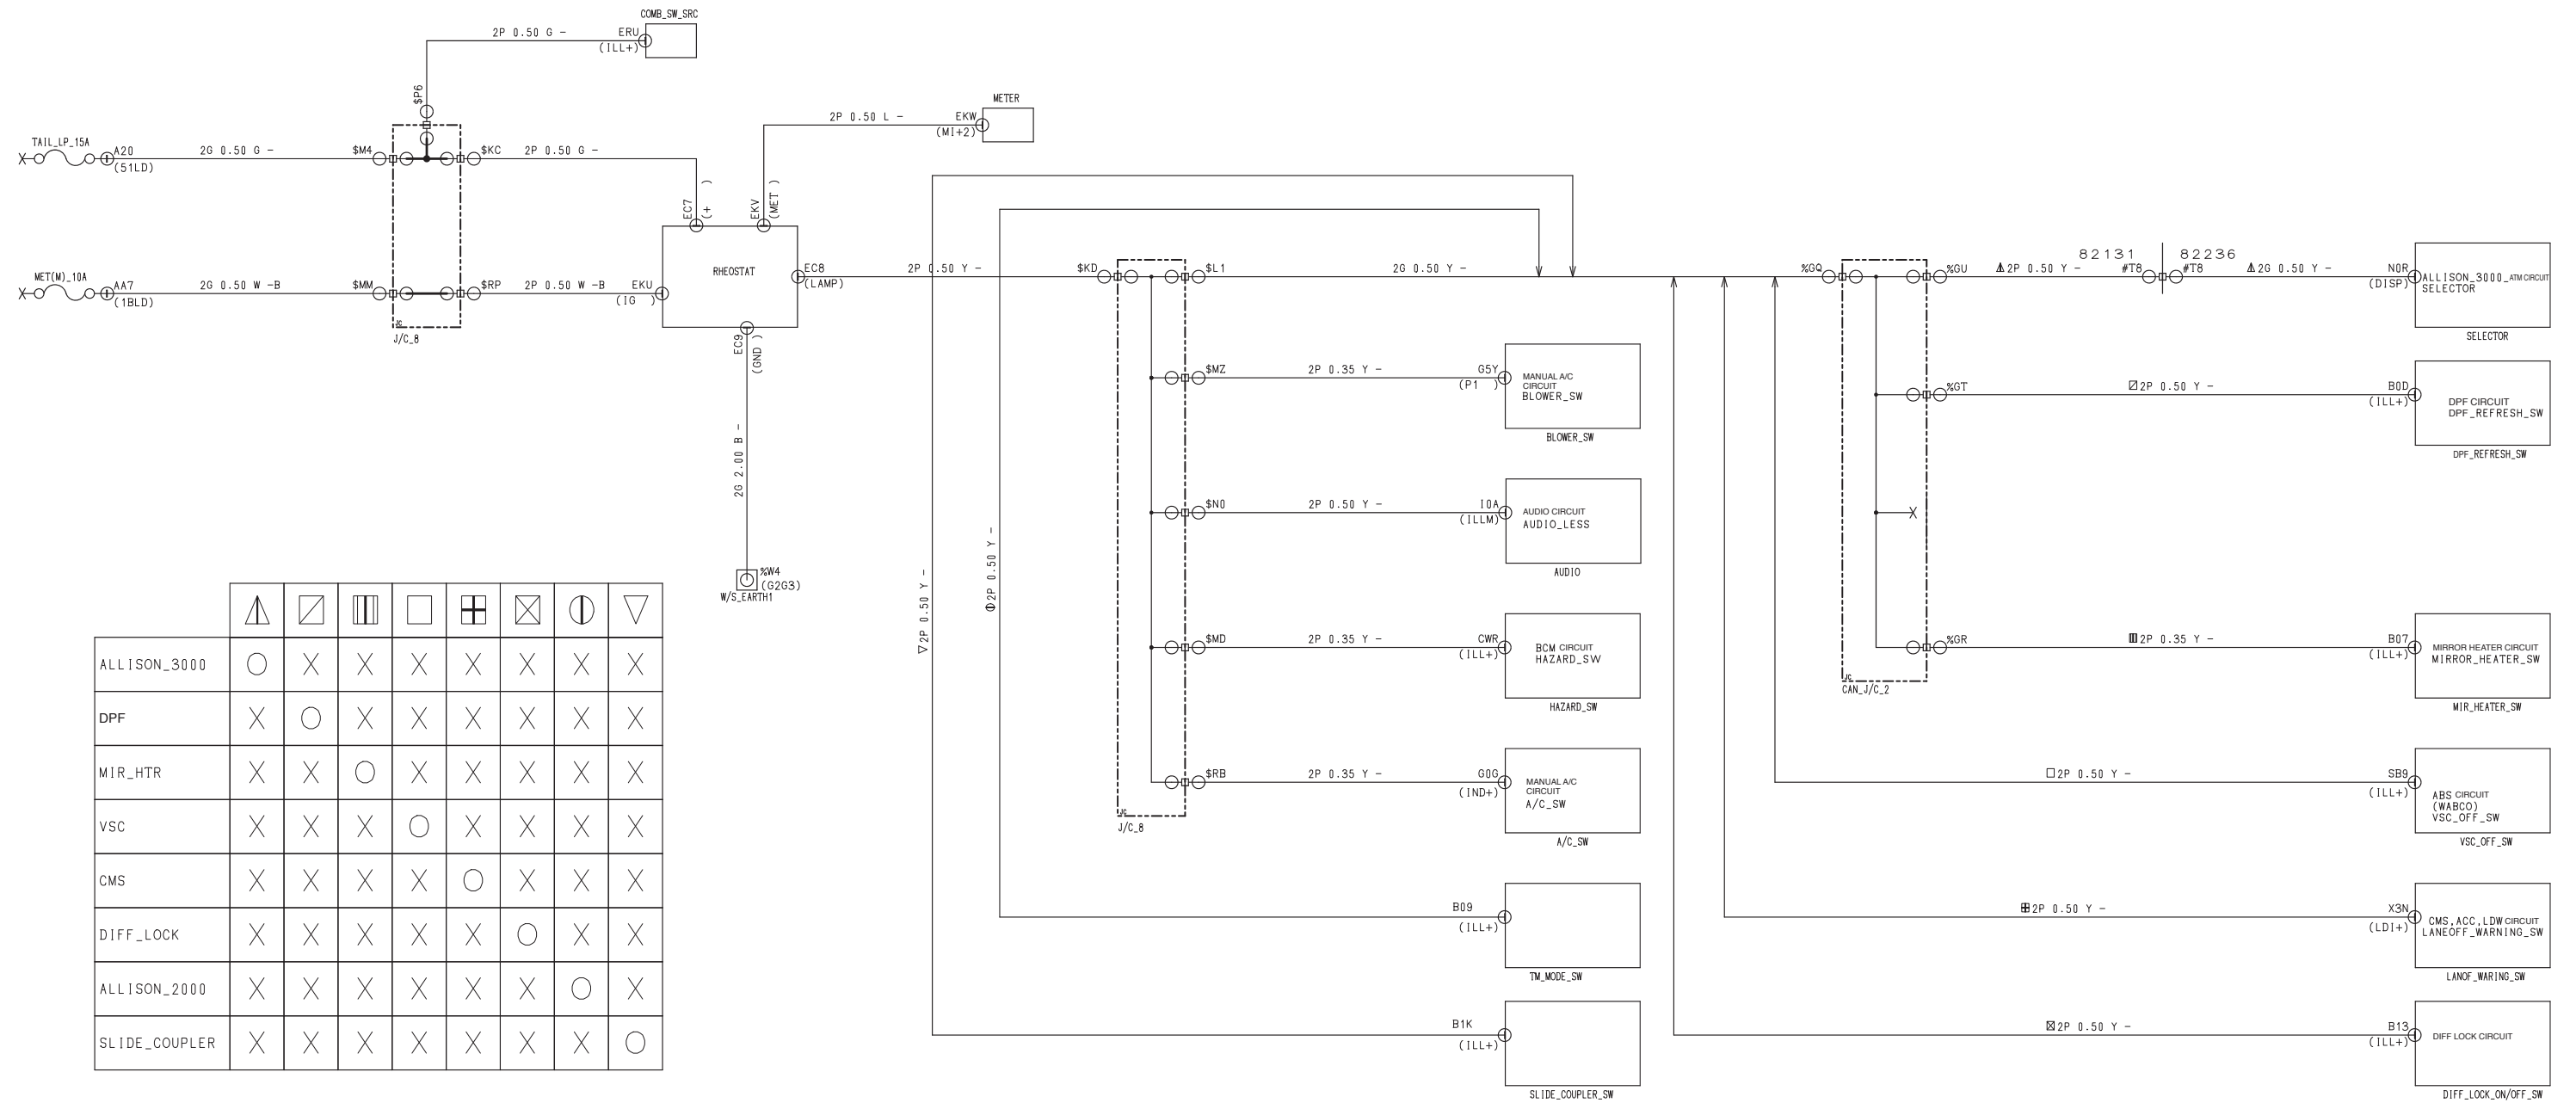 COMB_SW_SRC
2P 0.50 G -
ERU
(ILL+)
$P6
METER
2P 0.50 L -
EKW
(MI+2)
TAIL_LP_15A
A20
(51LD)
2G 0.50 G -
$M4
$KC
2P 0.50 G -
EC7
(+ )
EKV
(MET )
MET(M)_10A
AA7
(1BLD)
2G 0.50 W -B
$MM
$RP
2P 0.50 W -B
EKU
(IG )
JC
J/C_8
RHEOSTAT
EC8
(LAMP)
EC9
(GND )
2G 2.00 B -
%W4
(G2G3)
W/S_EARTH1
2P 0.50 Y -
$KD
$L1
2G 0.50 Y -
2P 0.50 Y -
2P 0.50 Y -
$MZ
2P 0.35 Y -
G5Y
(P1 )
MANUAL A/C
CIRCUIT
BLOWER_SW
BLOWER_SW
$N0
2P 0.50 Y -
I0A
(ILLM)
AUDIO CIRCUIT
AUDIO_LESS
AUDIO
$MD
2P 0.35 Y -
CWR
(ILL+)
BCM CIRCUIT
HAZARD_SW
HAZARD_SW
$RB
2P 0.35 Y -
G0G
(IND+)
MANUAL A/C
CIRCUIT
A/C_SW
A/C_SW
JC
J/C_8
B09
(ILL+)
TM_MODE_SW
B1K
(ILL+)
SLIDE_COUPLER_SW
%GQ
%GU
2P 0.50 Y -
82131
82236
#T8
#T8
2G 0.50 Y -
N0R
(DISP)
ALLISON_3000_ATM CIRCUIT
SELECTOR
SELECTOR
%GT
2P 0.50 Y -
B0D
(ILL+)
DPF CIRCUIT
DPF_REFRESH_SW
DPF_REFRESH_SW
%GR
2P 0.35 Y -
B07
(ILL+)
MIRROR HEATER CIRCUIT
MIRROR_HEATER_SW
MIR_HEATER_SW
JC
CAN_J/C_2
2P 0.50 Y -
SB9
(ILL+)
ABS CIRCUIT
(WABCO)
VSC_OFF_SW
VSC_OFF_SW
2P 0.50 Y -
X3N
(LDI+)
CMS,ACC,LDW CIRCUIT
LANEOFF_WARNING_SW
LANOF_WARING_SW
2P 0.50 Y -
B13
(ILL+)
DIFF LOCK CIRCUIT
DIFF_LOCK_ON/OFF_SW
ALLISON_3000
DPF
MIR_HTR
VSC
CMS
DIFF_LOCK
ALLISON_2000
SLIDE_COUPLER